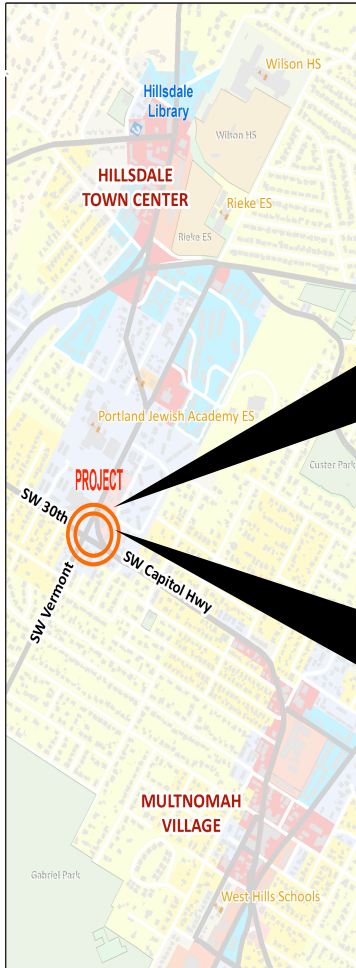 Wilson HS
Hillsdale
Library
Wilson HS
HILLSDALE
TOWN CENTER
Rieke ES
Rieke ES
Portland Jewish Academy ES
Custer Park
PROJECT
SW 30th
SW Capitol Hwy
SW Vermont
MULTNOMAH
VILLAGE
Gabriel Park
West Hills Schools